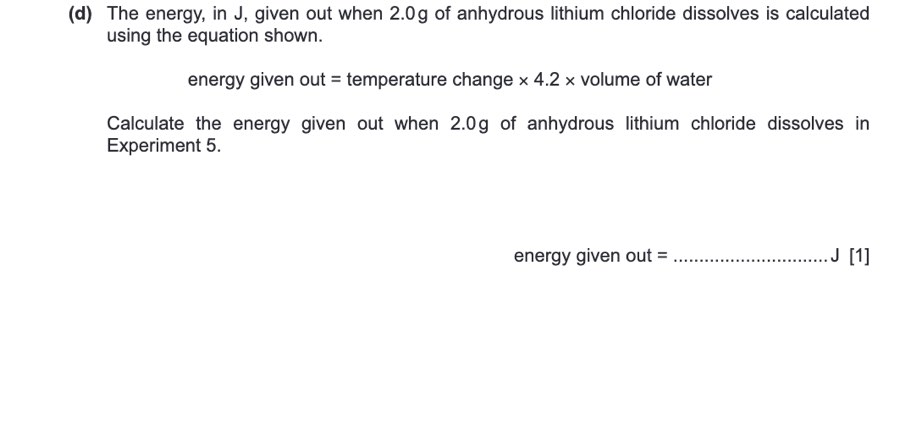 (d) The energy, in J, given out when 2.0g of anhydrous lithium chloride dissolves is calculated
using the equation shown.
energy given out = temperature change × 4.2 × volume of water
Calculate the energy given out when 2.0g of anhydrous lithium chloride dissolves in
Experiment 5.
energy given out = ..............................J [1]